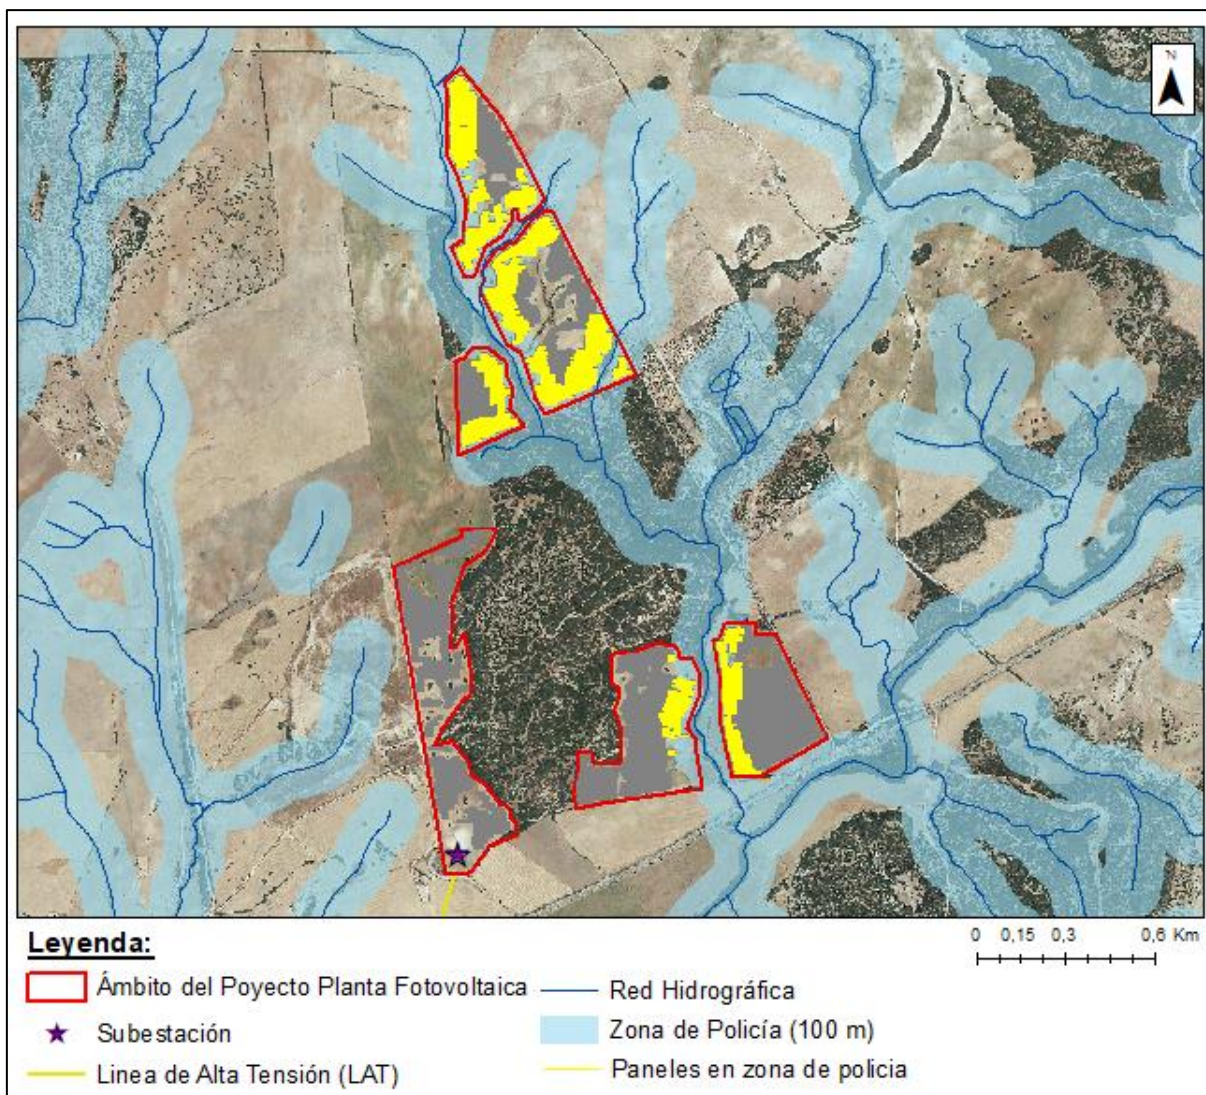 N
Leyenda:
Ámbito del Poyecto Planta Fotovoltaica
Subestación
Linea de Alta Tensión (LAT)
0 0,15 0,3 0,6 Km
Red Hidrográfica
Zona de Policía (100 m)
Paneles en zona de policia